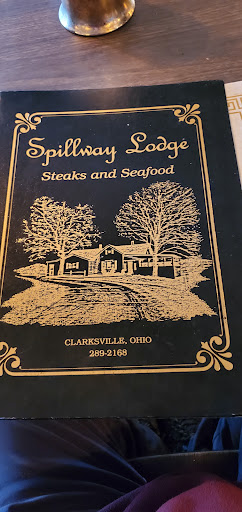 Spillway Lodge
Steaks and Seafood
CLARKSVILLE, OHIO
289-2168